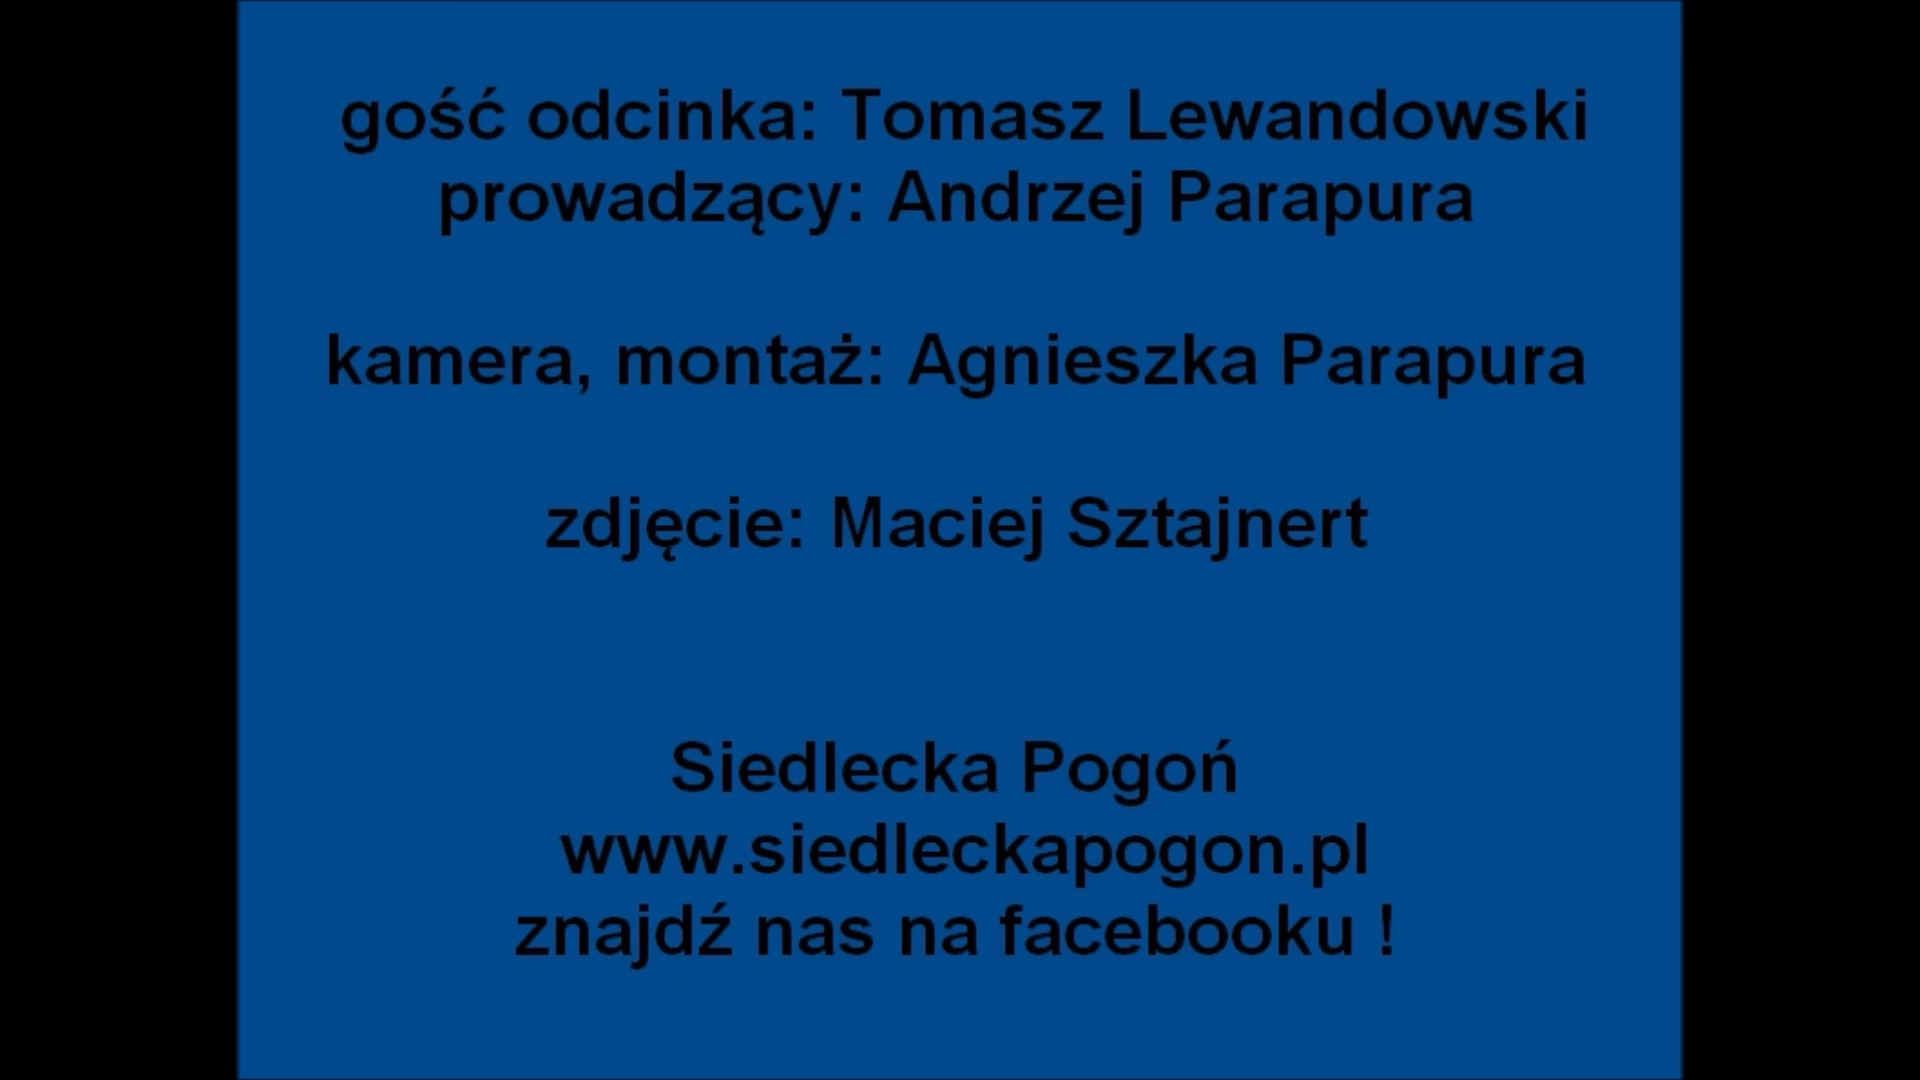 gość odcinka: Tomasz Lewandowski
prowadzący: Andrzej Parapura
kamera, montaż: Agnieszka Parapura
zdjęcie: Maciej Sztajnert
Siedlecka Pogoń
www.siedleckapogon.pl
znajdź nas na facebooku !